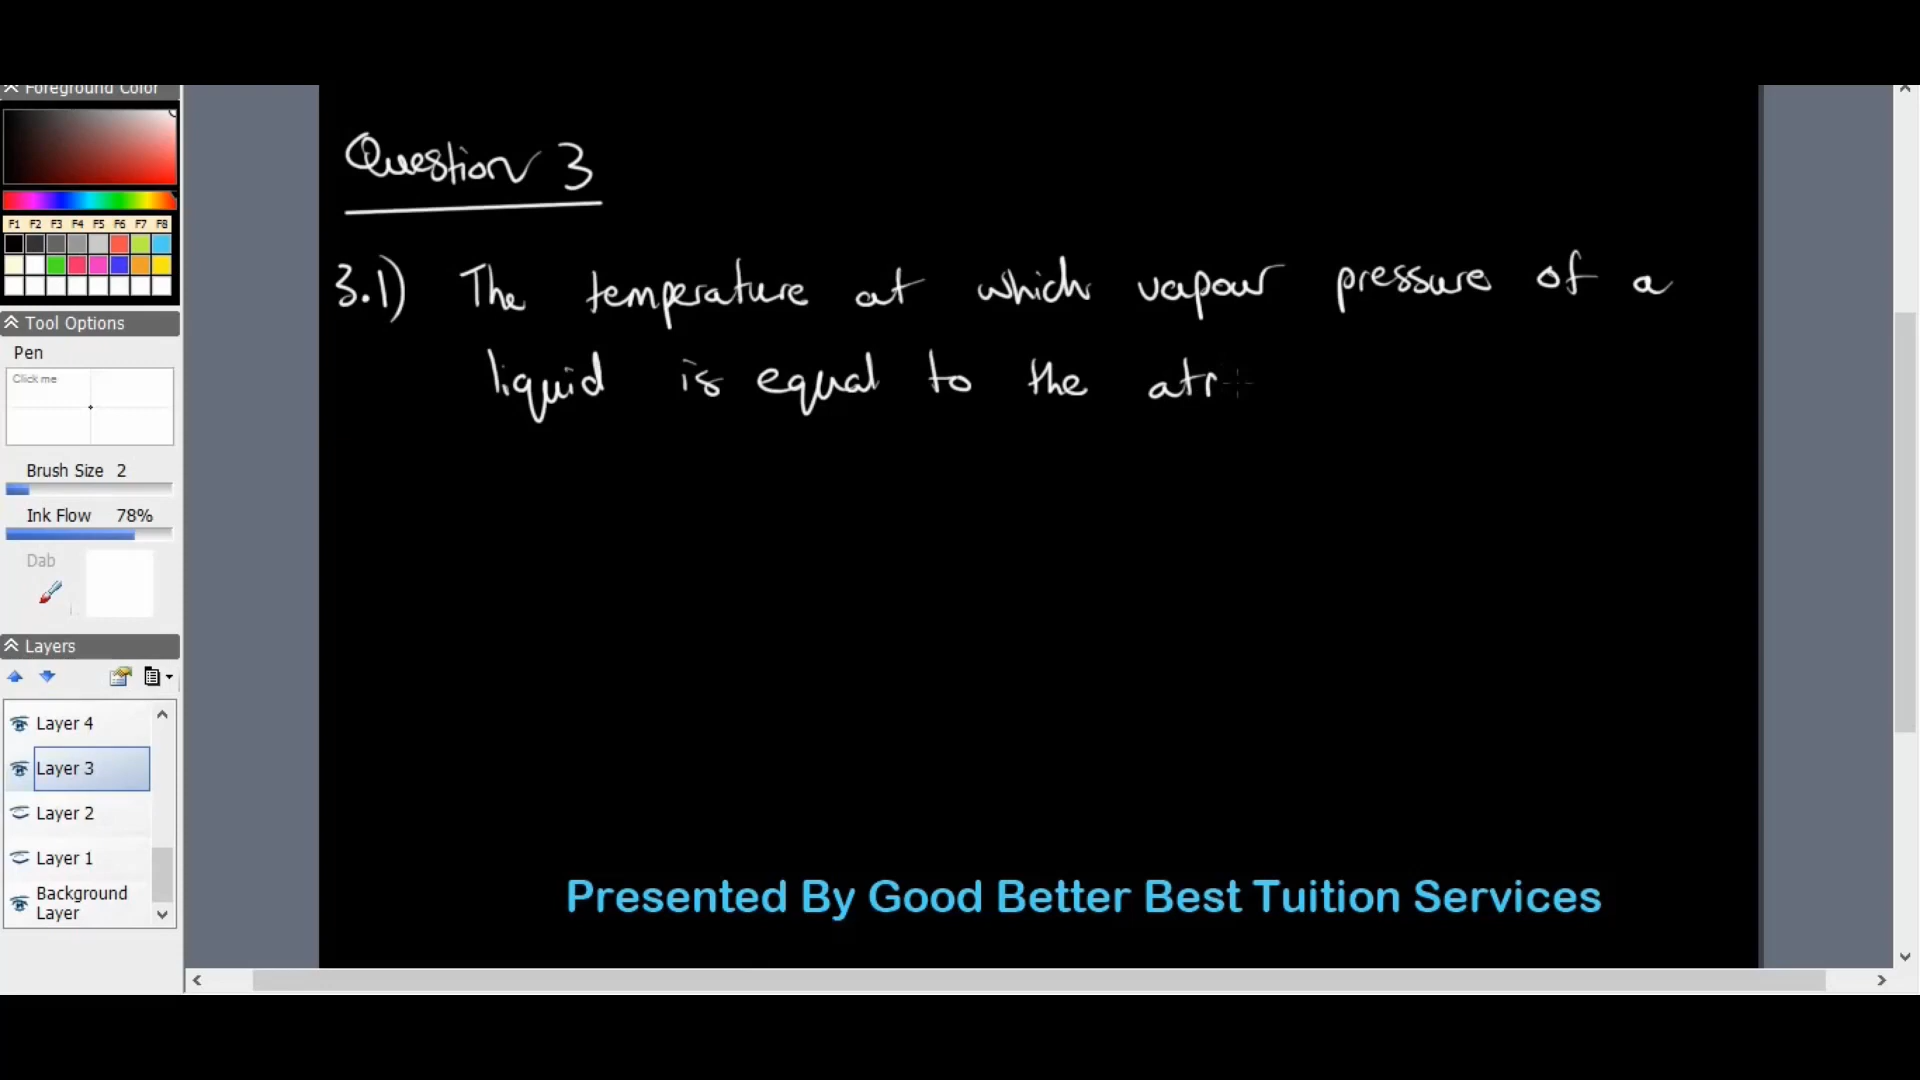 Foreground Color
F1 F2 F3 F4 F5 F6 F7 F8
Tool Options
Pen
Click me
Brush Size 2
Ink Flow 78%
Dab
Layers
Layer 4
Layer 3
Layer 2
Layer 1
Background
Layer
Question 3
3.1) The temperature at which vapour pressure of a
liquid is equal to the atr
Presented By Good Better Best Tuition Services